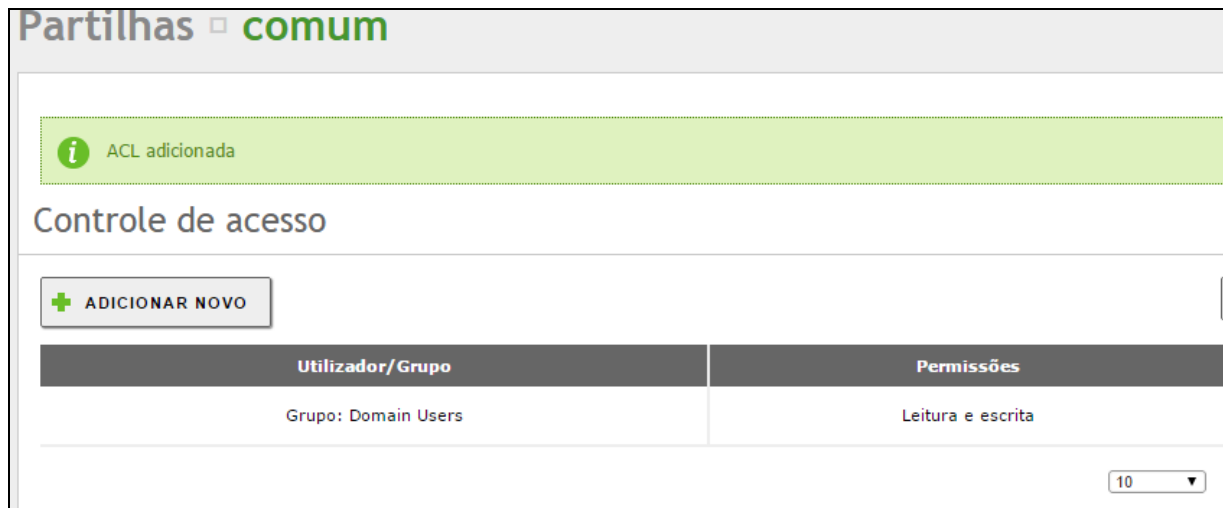 Partilhas ▫ comum
ACL adicionada
Controle de acesso
ADICIONAR NOVO
Utilizador/Grupo Permissões
Grupo: Domain Users Leitura e escrita
10